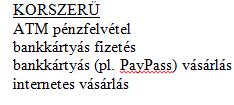 KORSZERŰ
ATM pénzfelvétel
bankkártyás fizetés
bankkártyás (pl. PayPass) vásárlás
internetes vásárlás